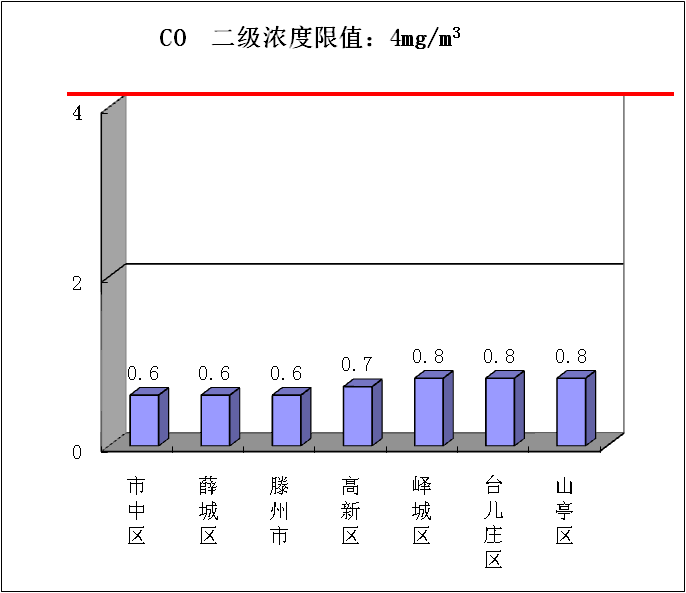 CO 二级浓度限值：4mg/m³
4
2
0
0.6
0.6
0.6
0.7
0.8
0.8
0.8
市中区
薛城区
滕州市
高新区
峄城区
台儿庄区
山亭区